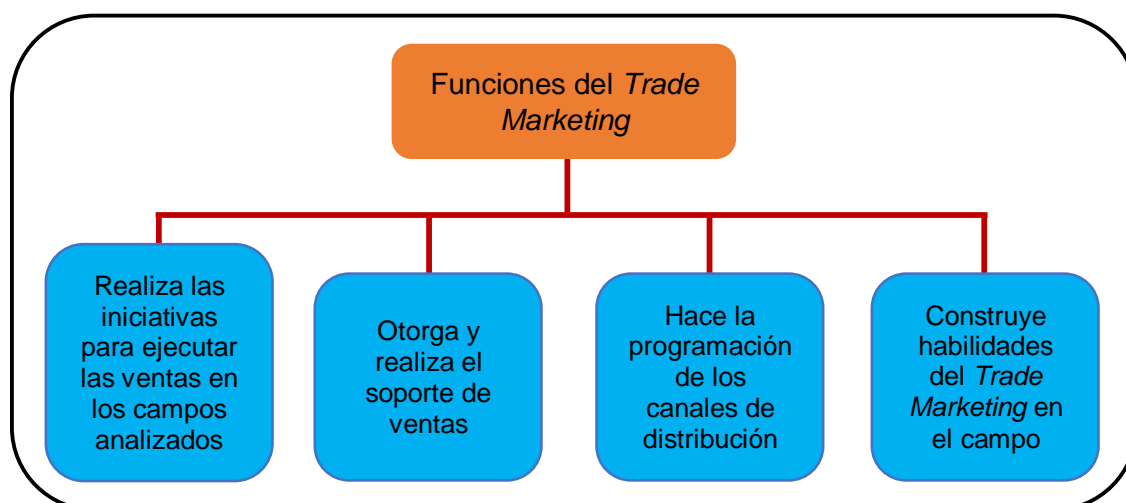 Funciones del Trade
Marketing
Realiza las
iniciativas
para ejecutar
las ventas en
los campos
analizados
Otorga y
realiza el
soporte de
ventas
Hace la
programación
de los
canales de
distribución
Construye
habilidades
del Trade
Marketing en
el campo